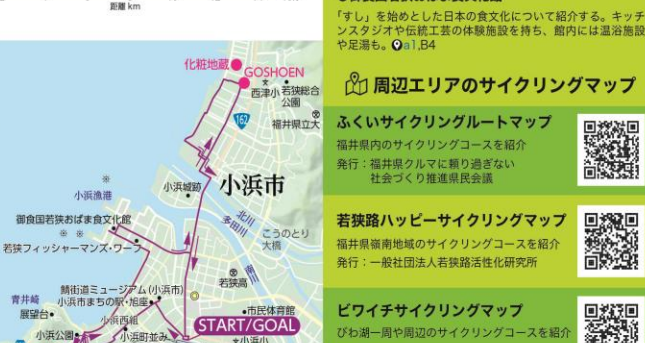 距離 km
化粧地蔵
GOSHOEN
西津小
若狭総合
公園
福井県立大
162
小浜市
小浜城跡
小浜漁港
北川
多田川
こうのとり
大橋
御食国若狭おばま食文化館
若狭フィッシャーマンズ・ワーフ
南川
若狭高
鯖街道ミュージアム (小浜市)
小浜市まちの駅・旭座
青井崎
展望台
小浜西組
市民体育館
START/GOAL
小浜公園
小浜町並み
小浜小
「すし」を始めとした日本の食文化について紹介する。キッチ
ンスタジオや伝統工芸の体験施設を持ち、館内には温浴施設
や足湯も。a1,B4
周辺エリアのサイクリングマップ
ふくいサイクリングルートマップ
福井県内のサイクリングコースを紹介
発行：福井県クルマに頼り過ぎない
社会づくり推進県民会議
若狭路ハッピーサイクリングマップ
福井県嶺南地域のサイクリングコースを紹介
発行：一般社団法人若狭路活性化研究所
ビワイチサイクリングマップ
びわ湖一周や周辺のサイクリングコースを紹介